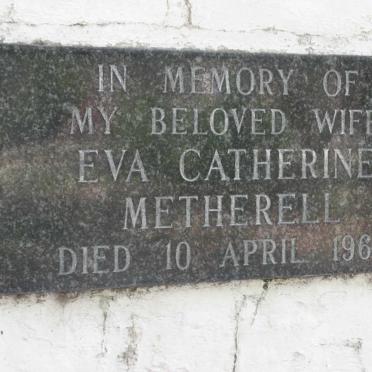 IN MEMORY OF
MY BELOVED WIFE
EVA CATHERINE
METHERELL
DIED 10 APRIL